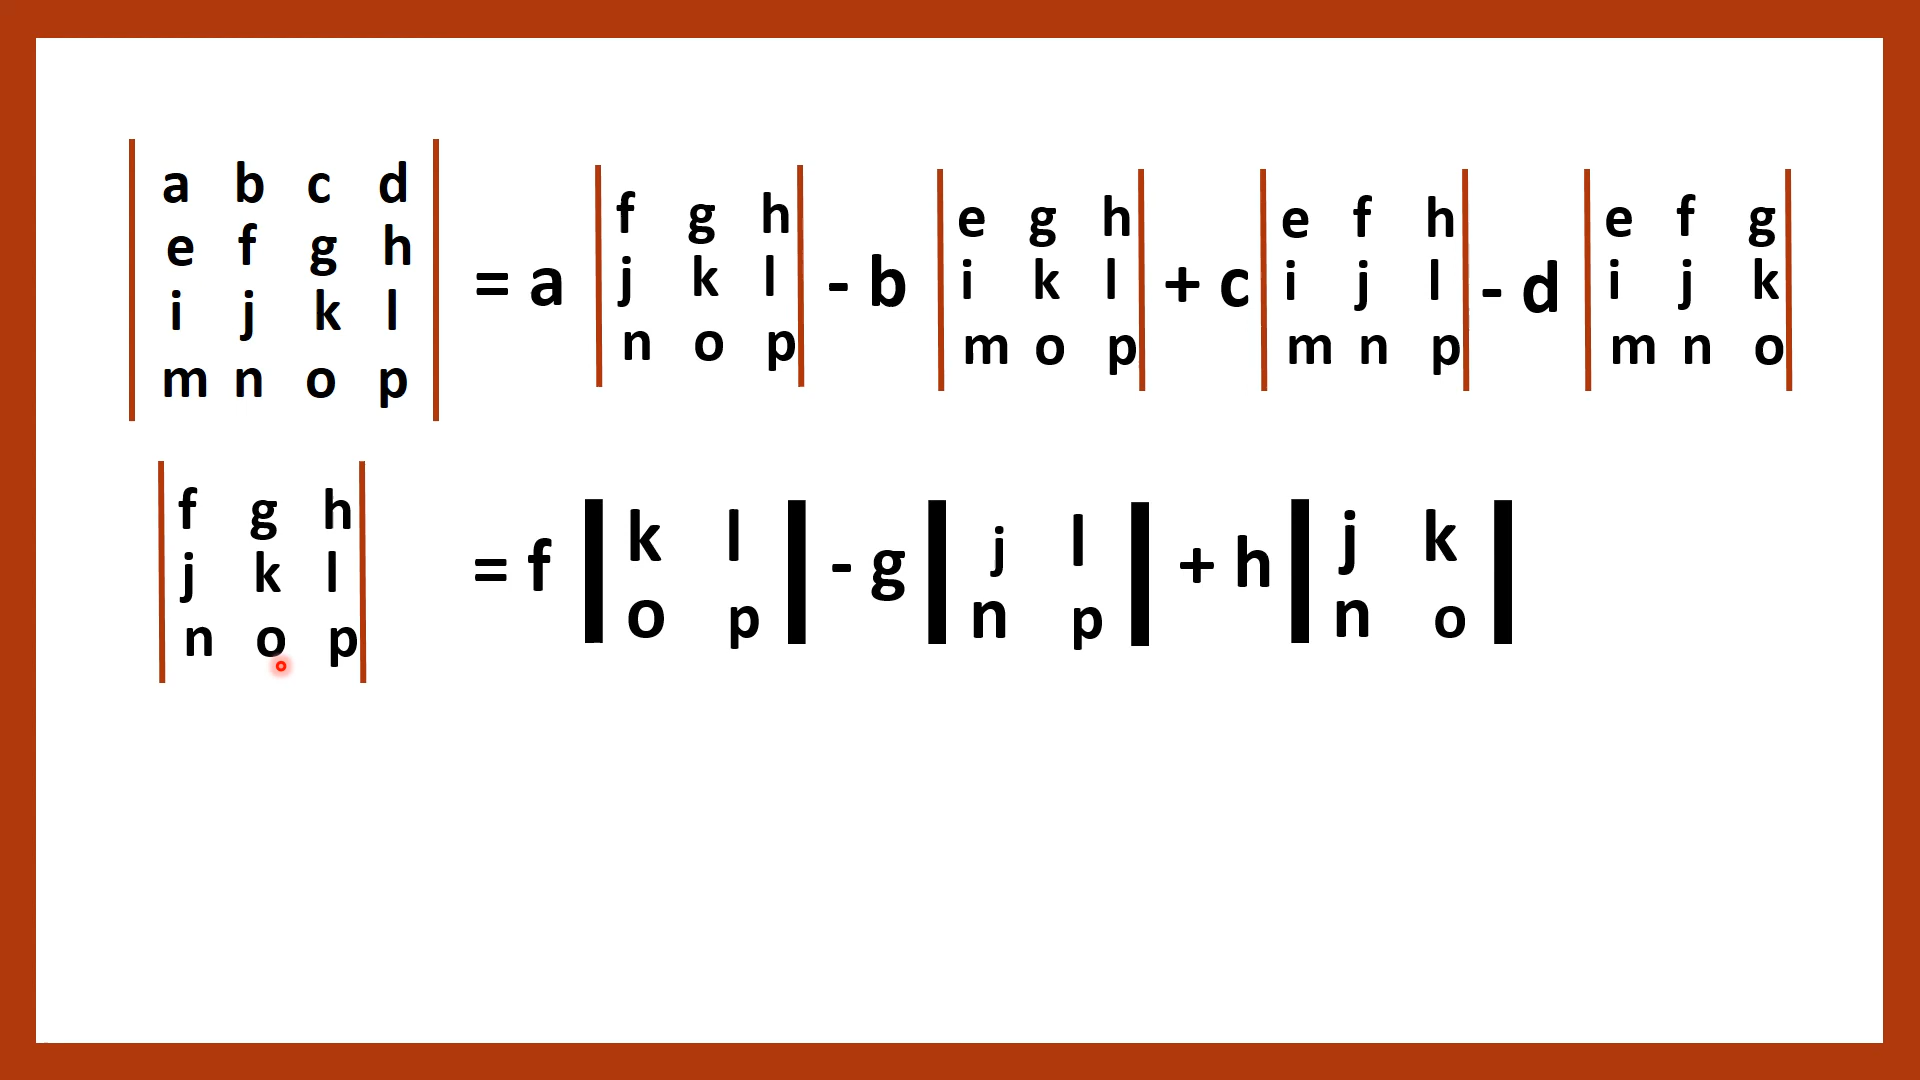 a b c d
e f g h
i j k l
m n o p
= a
f g h
j k l
n o p
- b
e g h
i k l
m o p
+ c
e f h
i j l
m n p
- d
e f g
i j k
m n o
f g h
j k l
n o p
= f
k l
o p
- g
j l
n p
+ h
j k
n o